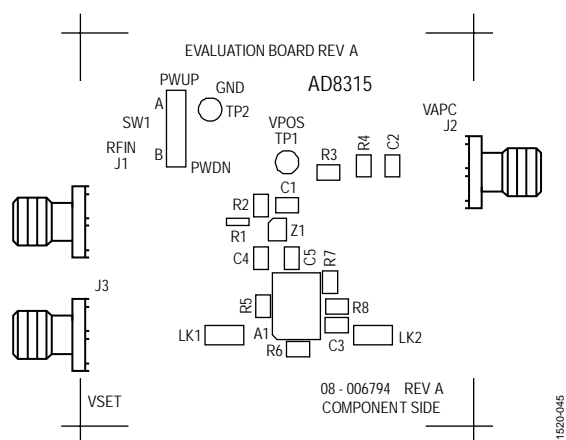 EVALUATION BOARD REV A
PWUP
GND
AD8315
A
TP2
SW1
VPOS
TP1
VAPC
J2
RFIN
J1
B
PWDN
R3
R4
C2
R2
C1
R1
Z1
C4
C5
R7
J3
R5
R8
LK1
A1
C3
LK2
R6
VSET
08 - 006794 REV A
COMPONENT SIDE
1520-045